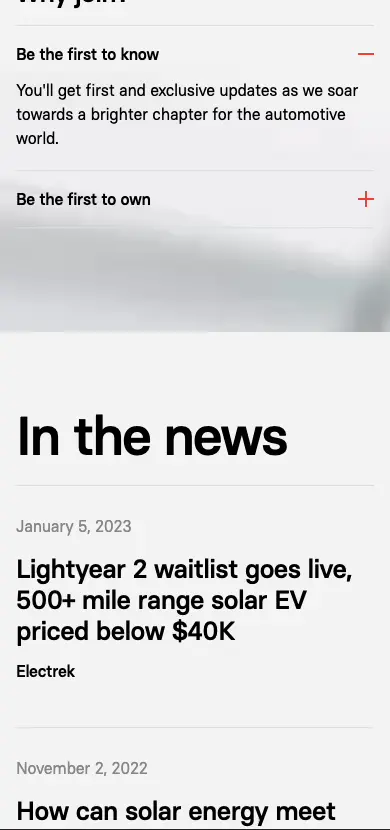 Why join?
Be the first to know
You'll get first and exclusive updates as we soar
towards a brighter chapter for the automotive
world.
Be the first to own
In the news
January 5, 2023
Lightyear 2 waitlist goes live,
500+ mile range solar EV
priced below $40K
Electrek
November 2, 2022
How can solar energy meet